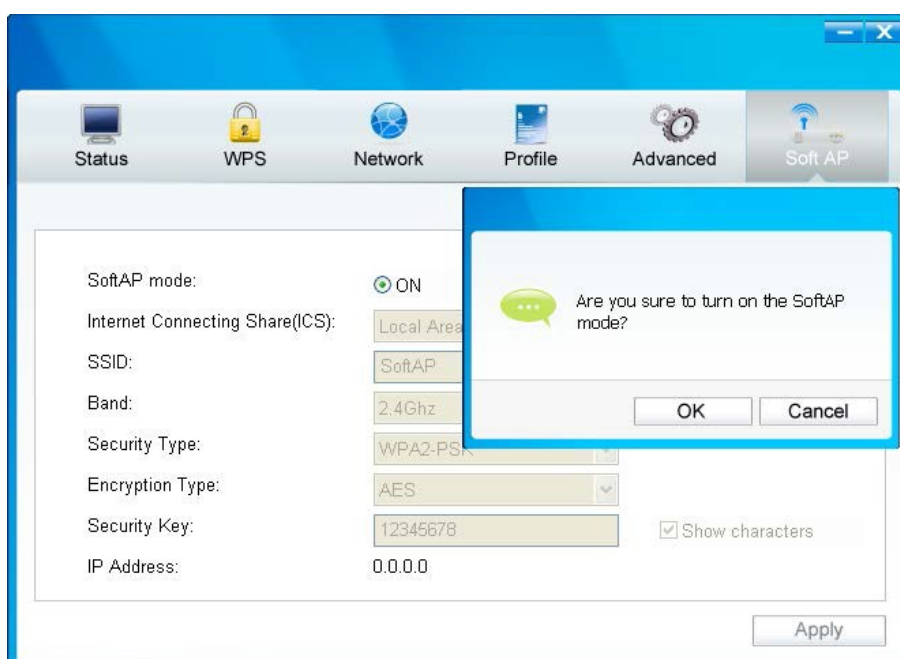 Status WPS Network Profile Advanced Soft AP
Are you sure to turn on the SoftAP
mode?
OK Cancel
SoftAP mode: ON
Internet Connecting Share(ICS): Local Area
SSID: SoftAP
Band: 2.4Ghz
Security Type: WPA2-PSK
Encryption Type: AES
Security Key: 12345678 Show characters
IP Address: 0.0.0.0
Apply